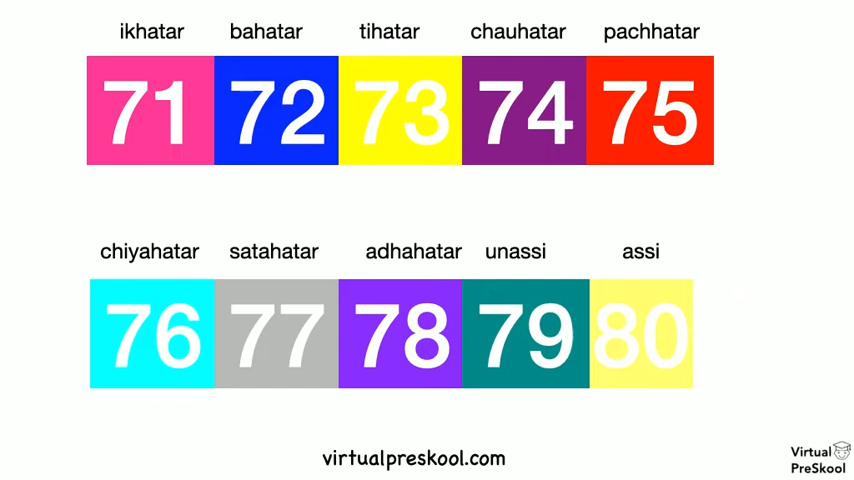 ikhatar bahatar tihatar chauhatar pachhatar
71 72 73 74 75
chiyahatar satahatar adhahatar unassi assi
76 77 78 79 80
virtualpreskool.com
Virtual
PreSkool